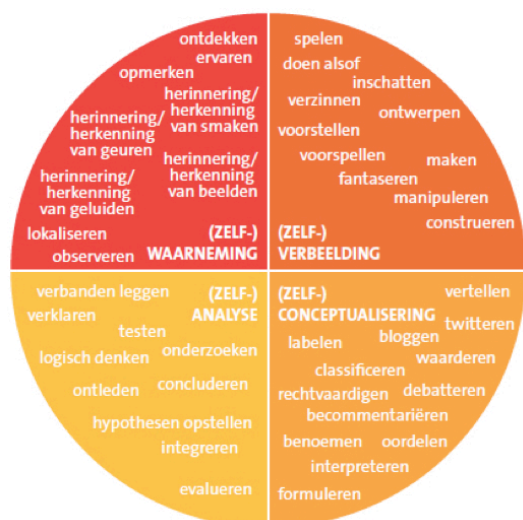 ontdekken
ervaren
opmerken
herinnering/
herkenning
van smaken
herinnering/
herkenning
van geuren
herinnering/
herkenning
van beelden
herinnering/
herkenning
van geluiden
lokaliseren
observeren
(ZELF-)
WAARNEMING
spelen
doen alsof
inschatten
verzinnen
ontwerpen
voorstellen
voorspellen
maken
fantaseren
manipuleren
construeren
(ZELF-)
VERBEELDING
verbanden leggen
(ZELF-)
ANALYSE
verklaren
testen
logisch denken
onderzoeken
ontleden
concluderen
hypothesen opstellen
integreren
evalueren
(ZELF-)
CONCEPTUALISERING
vertellen
twitteren
bloggen
labelen
waarderen
classificeren
rechtvaardigen
debatteren
becommentariëren
benoemen
oordelen
interpreteren
formuleren